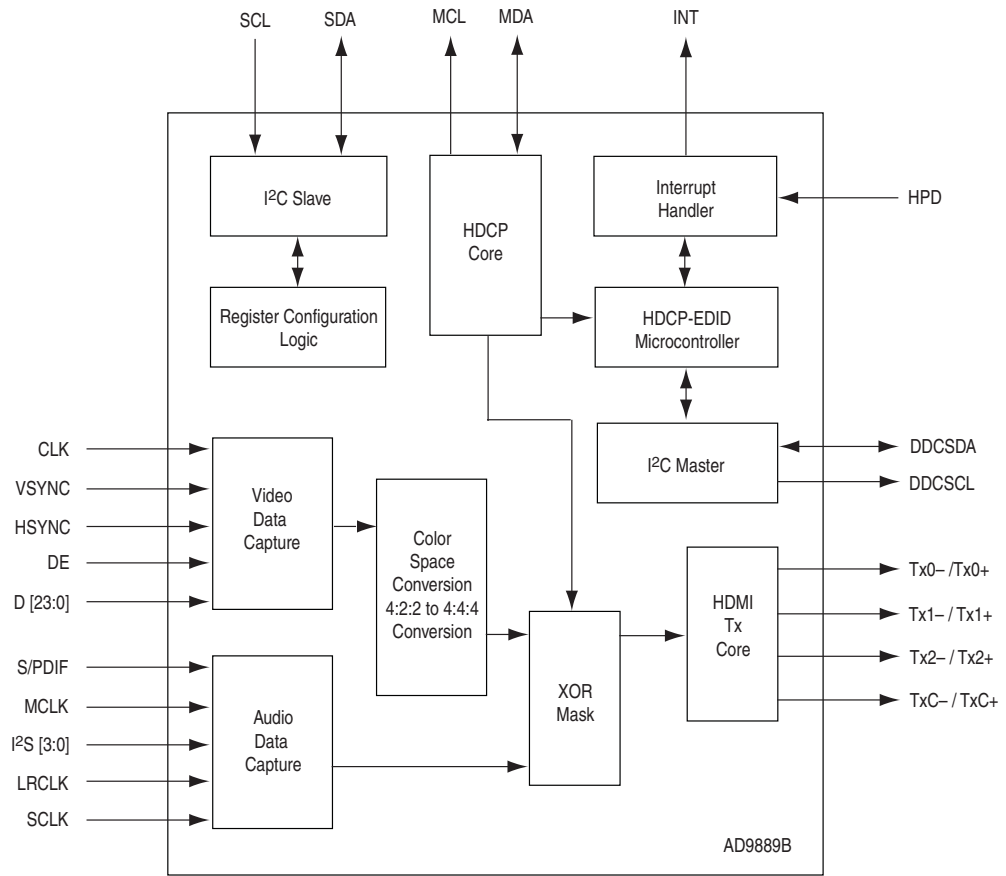 SCL
SDA
MCL
MDA
INT
I²C Slave
HDCP
Core
Interrupt
Handler
HPD
Register Configuration
Logic
HDCP-EDID
Microcontroller
I²C Master
DDCSDA
DDCSCL
CLK
VSYNC
HSYNC
DE
D [23:0]
Video
Data
Capture
Color
Space
Conversion
4:2:2 to 4:4:4
Conversion
HDMI
Tx
Core
Tx0– /Tx0+
Tx1– / Tx1+
Tx2– / Tx2+
TxC– / TxC+
S/PDIF
MCLK
I²S [3:0]
LRCLK
SCLK
Audio
Data
Capture
XOR
Mask
AD9889B